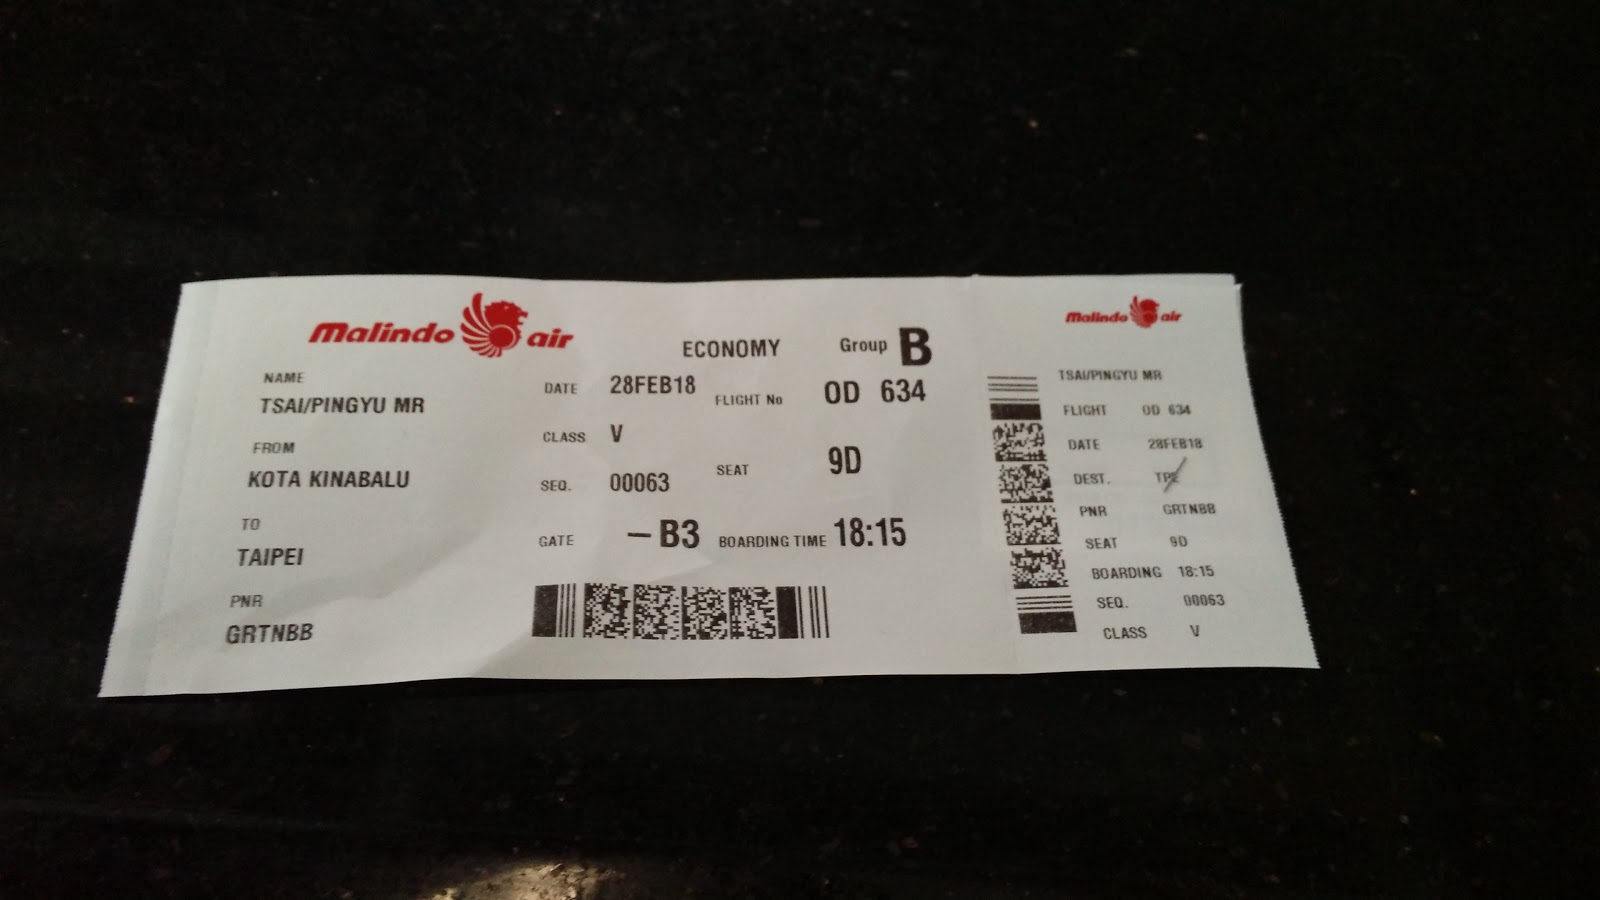 Malindo air
ECONOMY Group B
NAME
TSAI/PINGYU MR
DATE 28FEB18 FLIGHT No OD 634
FROM
KOTA KINABALU
CLASS V
SEAT 9D
SEQ. 00063
TO
TAIPEI
GATE – B3 BOARDING TIME 18:15
PNR
GRTNBB
Malindo air
TSAI/PINGYU MR
FLIGHT OD 634
DATE 28FEB18
DEST. TPE
PNR GRTNBB
SEAT 9D
BOARDING 18:15
SEQ. 00063
CLASS V